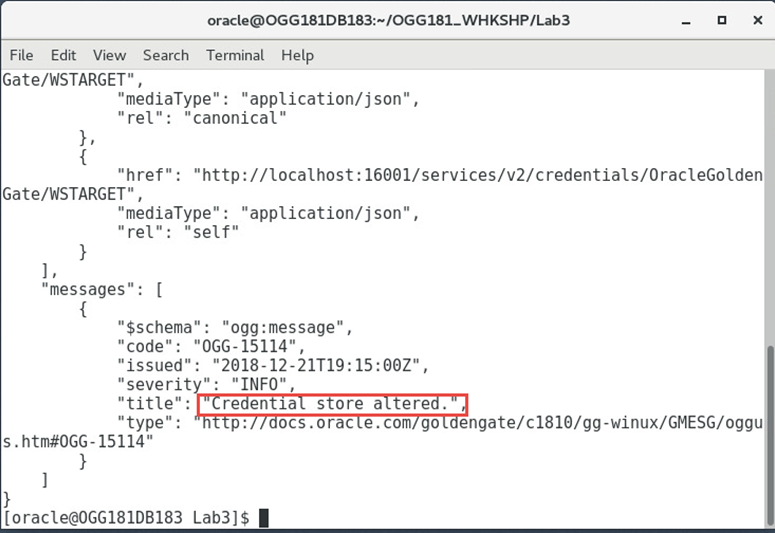 oracle@OGG181DB183:~/OGG181_WHKSHP/Lab3
File Edit View Search Terminal Help
Gate/WSTARGET",
"mediaType": "application/json",
"rel": "canonical"
},
{
"href": "http://localhost:16001/services/v2/credentials/OracleGolden
Gate/WSTARGET",
"mediaType": "application/json",
"rel": "self"
}
],
"messages": [
{
"$schema": "ogg:message",
"code": "OGG-15114",
"issued": "2018-12-21T19:15:00Z",
"severity": "INFO",
"title": "Credential store altered.",
"type": "http://docs.oracle.com/goldengate/c1810/gg-winux/GMESG/oggu
s.htm#OGG-15114"
}
]
}
[oracle@OGG181DB183 Lab3]$